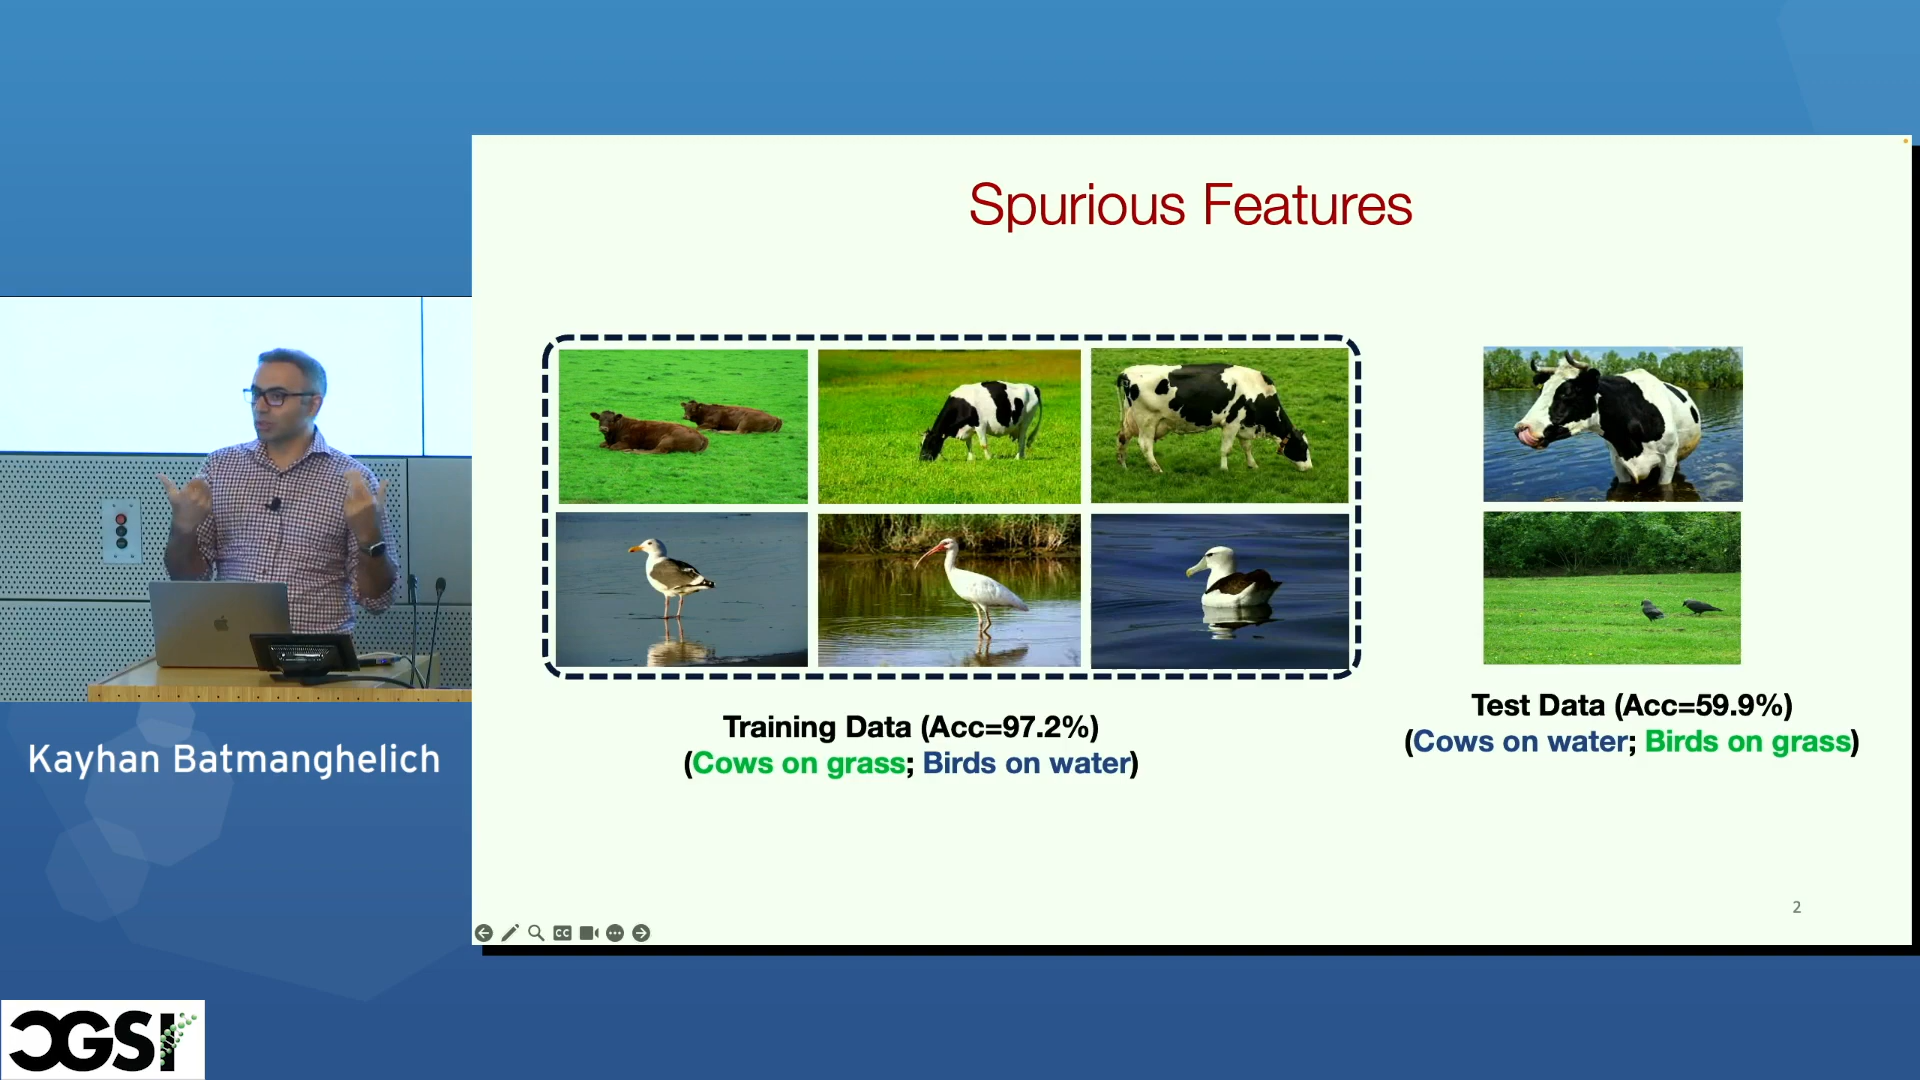 Spurious Features
Training Data (Acc=97.2%)
(Cows on grass; Birds on water)
Test Data (Acc=59.9%)
(Cows on water; Birds on grass)
2
CC
Kayhan Batmanghelich
CGSI